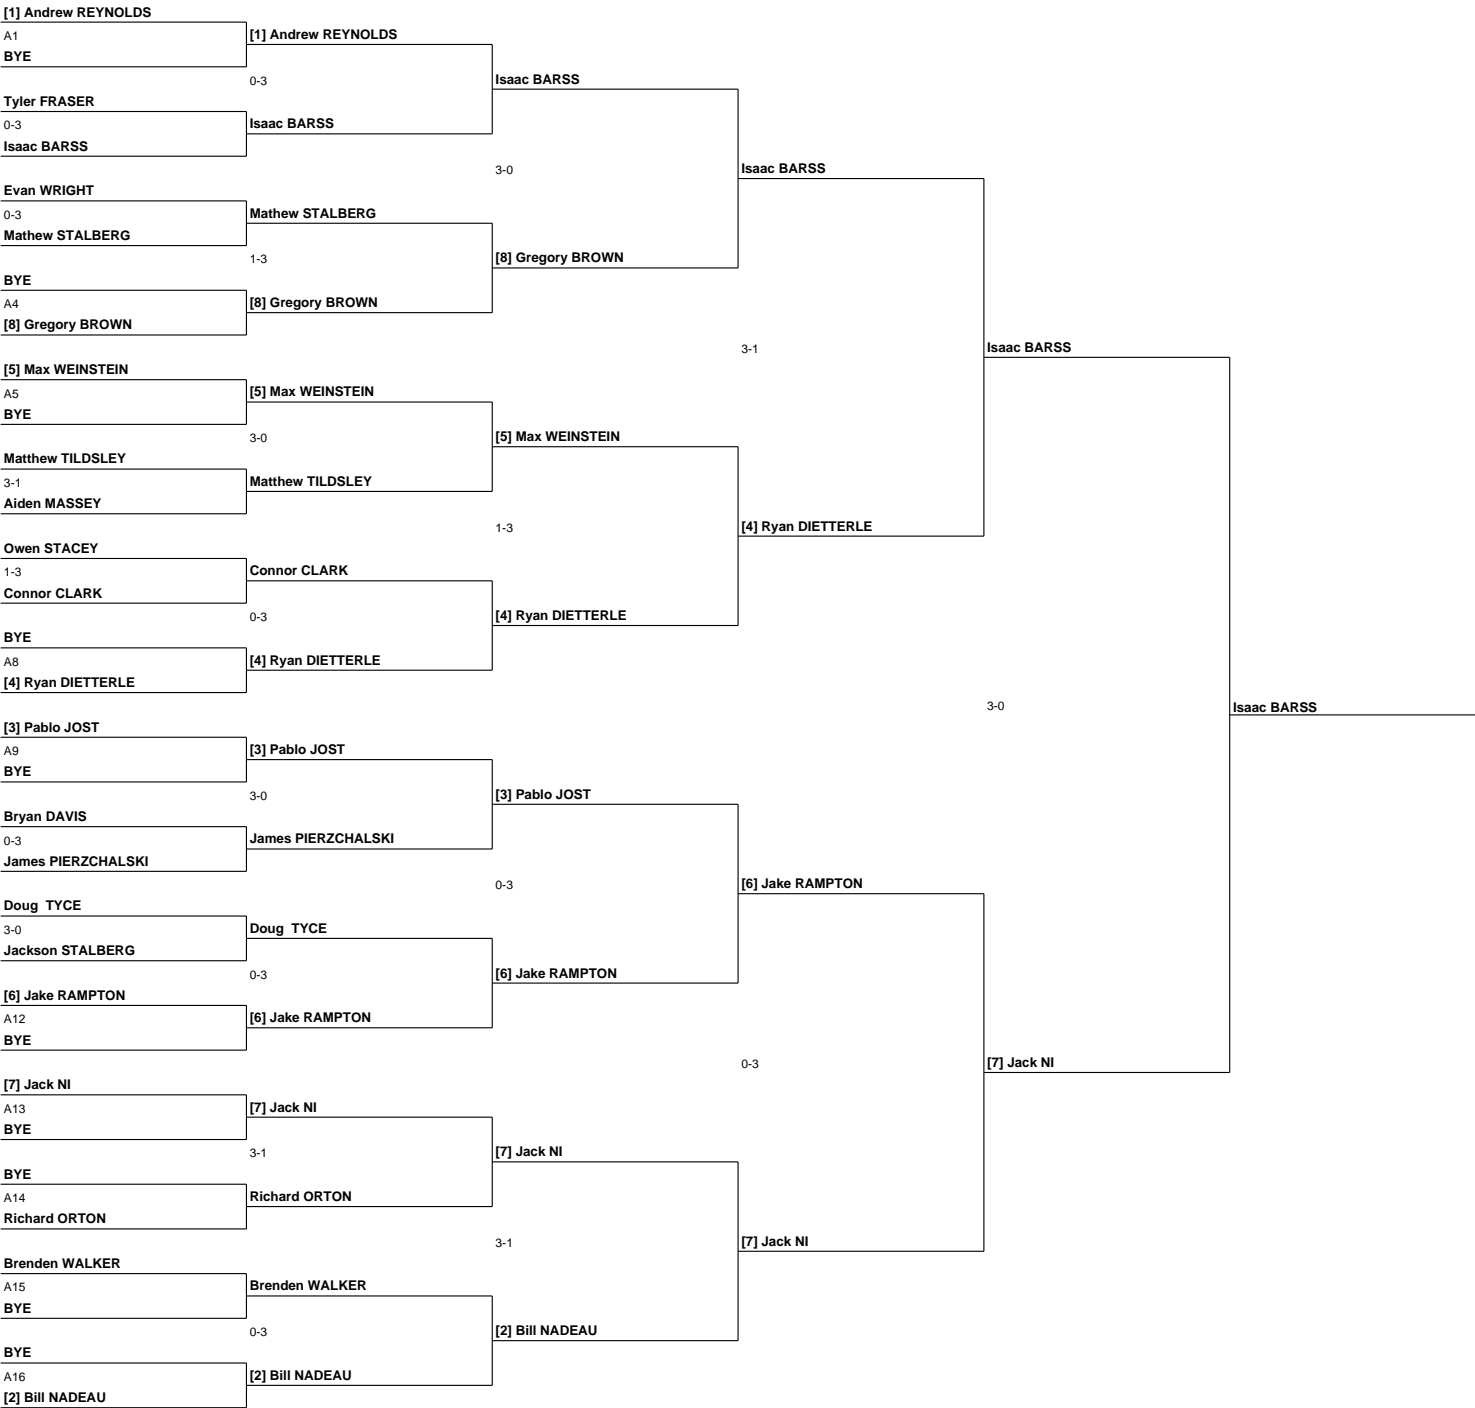 [1] Andrew REYNOLDS
A1
BYE
Tyler FRASER
0-3
Isaac BARSS
Evan WRIGHT
0-3
Mathew STALBERG
BYE
A4
[8] Gregory BROWN
[5] Max WEINSTEIN
A5
BYE
Matthew TILDSLEY
3-1
Aiden MASSEY
Owen STACEY
1-3
Connor CLARK
BYE
A8
[4] Ryan DIETTERLE
[3] Pablo JOST
A9
BYE
Bryan DAVIS
0-3
James PIERZCHALSKI
Doug  TYCE
3-0
Jackson STALBERG
[6] Jake RAMPTON
A12
BYE
[7] Jack NI
A13
BYE
BYE
A14
Richard ORTON
Brenden WALKER
A15
BYE
BYE
A16
[2] Bill NADEAU
[1] Andrew REYNOLDS
0-3
Isaac BARSS
Mathew STALBERG
1-3
[8] Gregory BROWN
[5] Max WEINSTEIN
3-0
Matthew TILDSLEY
Connor CLARK
0-3
[4] Ryan DIETTERLE
[3] Pablo JOST
3-0
James PIERZCHALSKI
Doug  TYCE
0-3
[6] Jake RAMPTON
[7] Jack NI
3-1
Richard ORTON
Brenden WALKER
0-3
[2] Bill NADEAU
Isaac BARSS
3-0
[8] Gregory BROWN
[5] Max WEINSTEIN
1-3
[4] Ryan DIETTERLE
[3] Pablo JOST
0-3
[6] Jake RAMPTON
[7] Jack NI
3-1
[2] Bill NADEAU
Isaac BARSS
3-1
[4] Ryan DIETTERLE
[6] Jake RAMPTON
0-3
[7] Jack NI
Isaac BARSS
3-0
[7] Jack NI
Isaac BARSS